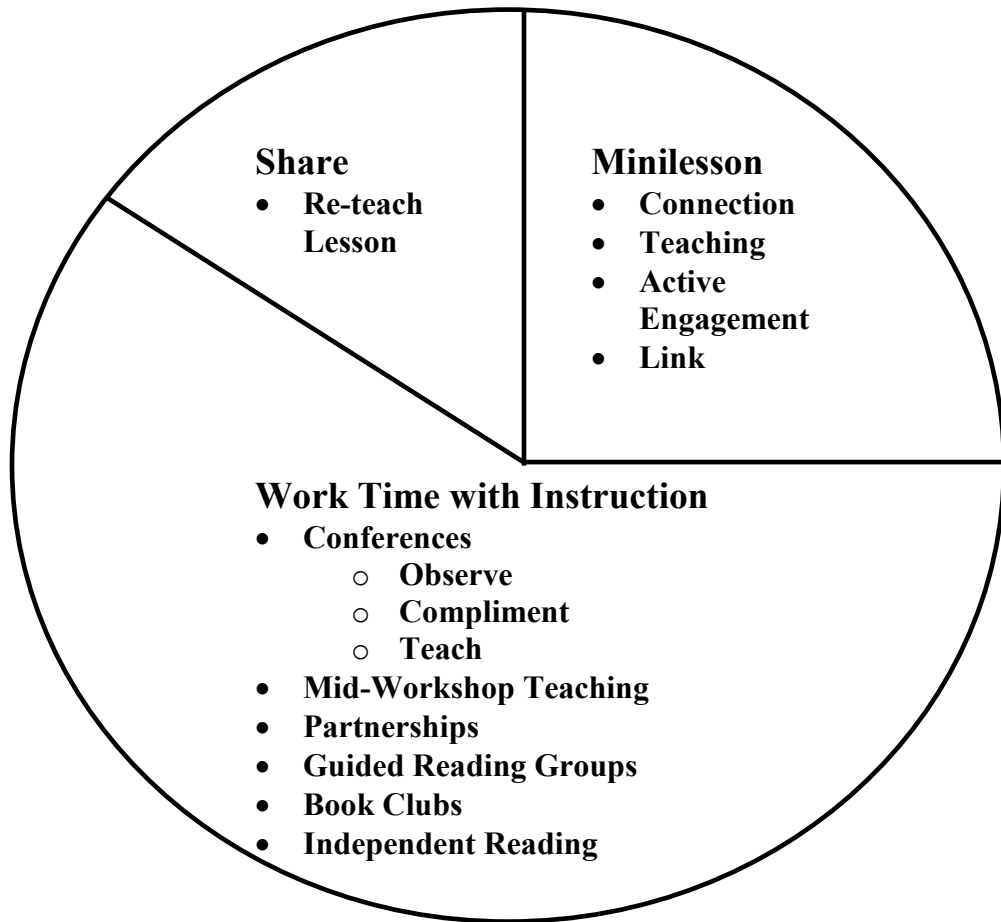 Share
• Re-teach
Lesson
Minilesson
• Connection
• Teaching
• Active
Engagement
• Link
Work Time with Instruction
• Conferences
o Observe
o Compliment
o Teach
• Mid-Workshop Teaching
• Partnerships
• Guided Reading Groups
• Book Clubs
• Independent Reading